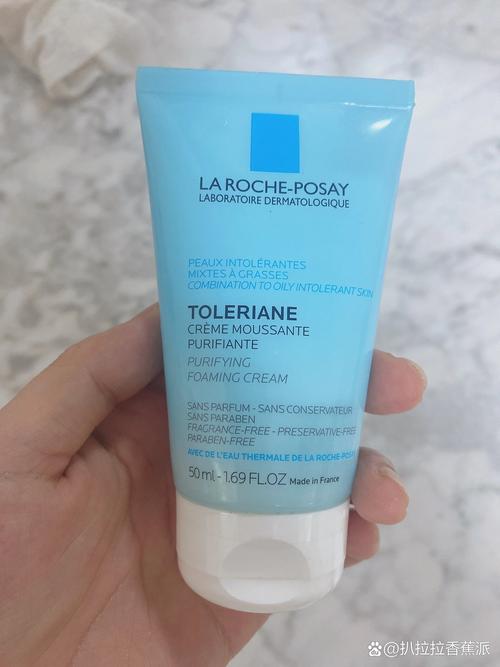 LA ROCHE-POSAY
LABORATOIRE DERMATOLOGIQUE
PEAUX INTOLÉRANTES
MIXTES À GRASSES
COMBINATION TO OILY INTOLERANT SKIN
TOLERIANE
CRÈME MOUSSANTE
PURIFIANTE
PURIFYING
FOAMING CREAM
SANS PARFUM - SANS CONSERVATEUR
SANS PARABEN
FRAGRANCE-FREE - PRESERVATIVE-FREE
PARABEN-FREE
AVEC DE L'EAU THERMALE DE LA ROCHE-POSAY
50 ml - 1.69 FL.OZ Made in France
@扒拉拉香蕉派